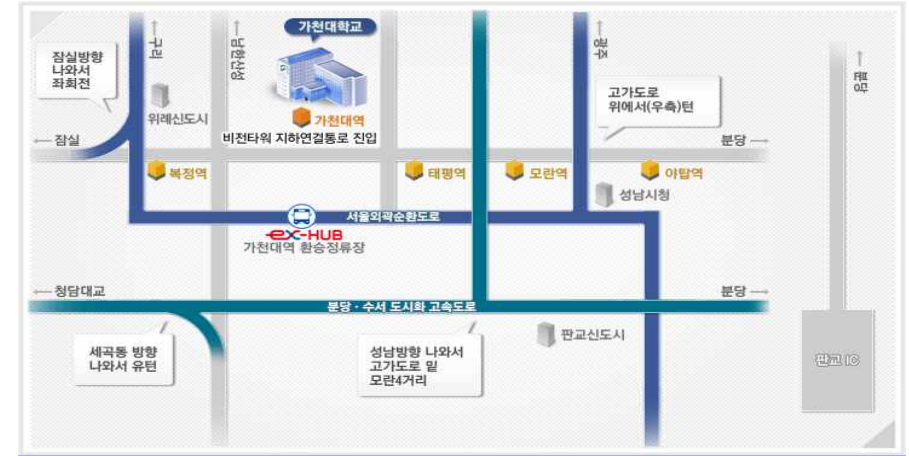 가천대학교
구리
남한산성
광주
분당
잠실방향
나와서
좌회전
위례신도시
가천대역
비전타워 지하연결통로 진입
고가도로
위에서(우측)턴
← 잠실
분당 →
복정역
태평역
모란역
야탑역
성남시청
서울외곽순환도로
ex-HUB
가천대역 환승정류장
← 청담대교
분당 →
분당·수서 도시화 고속도로
세곡동 방향
나와서 유턴
성남방향 나와서
고가도로 밑
모란4거리
판교신도시
판교 IC